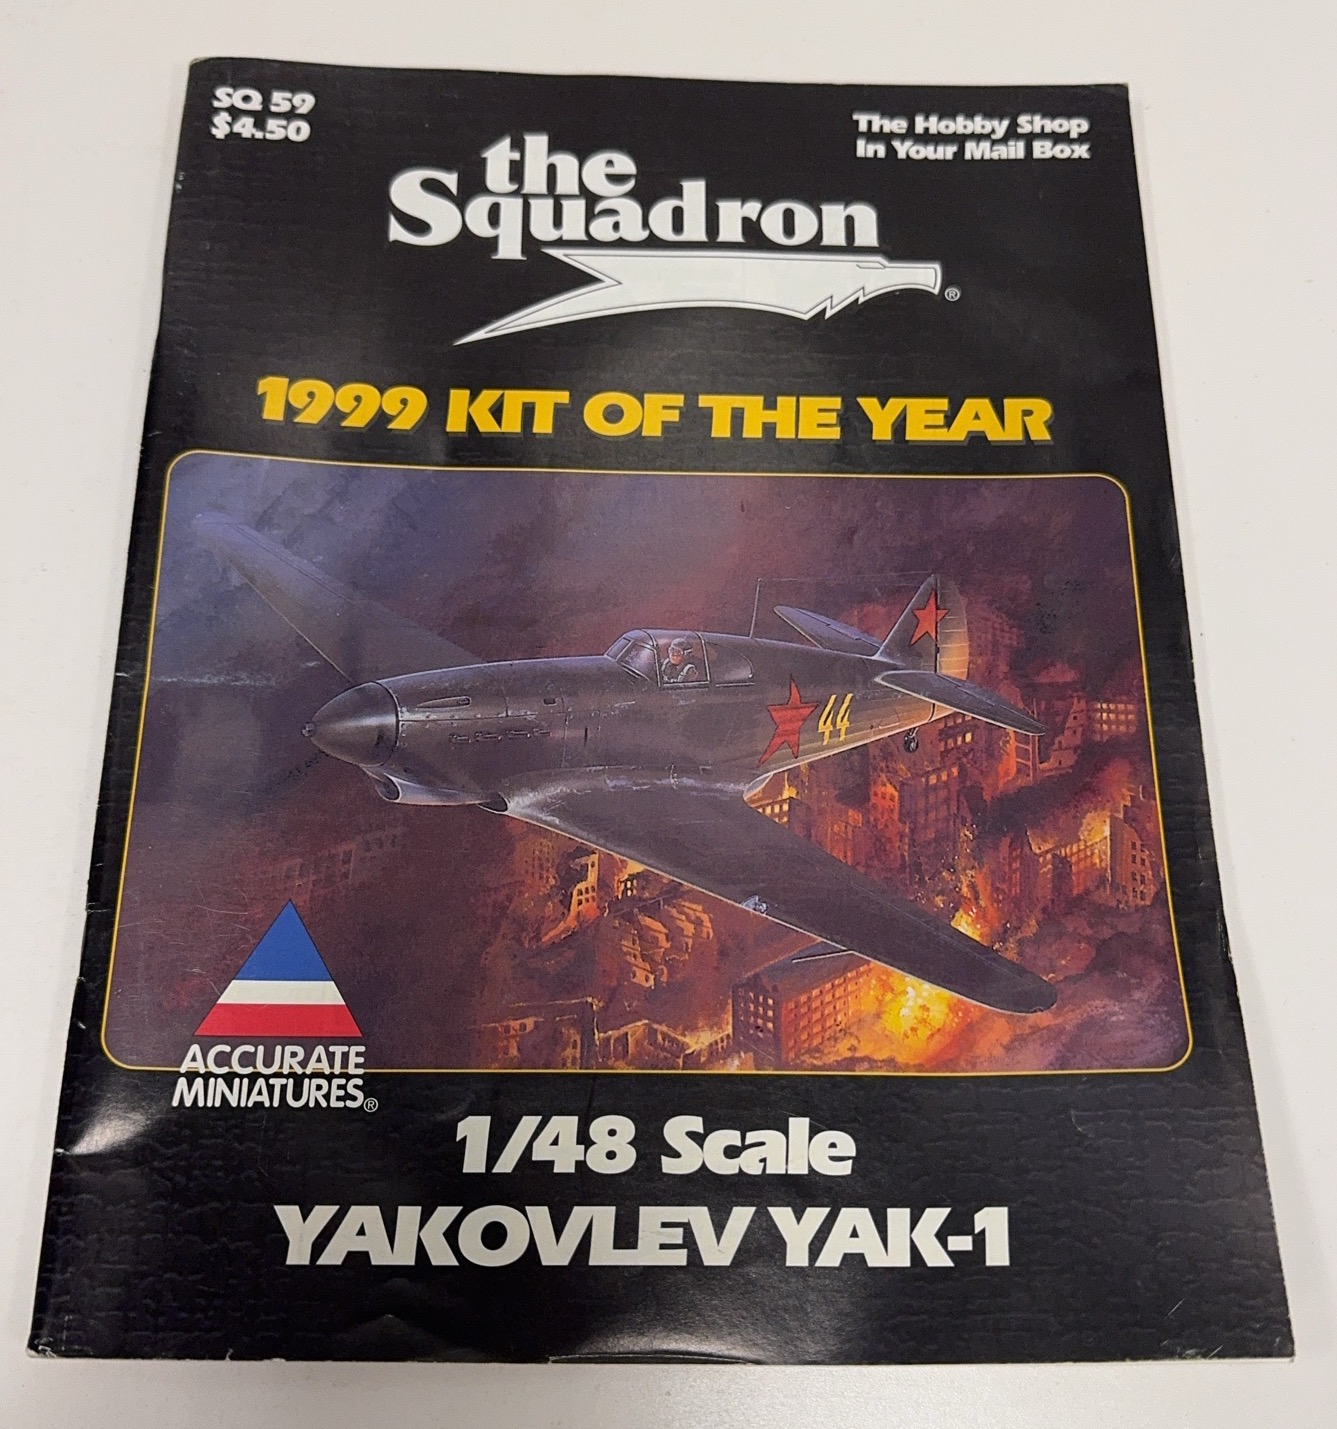 SQ 59
$4.50
The Hobby Shop
In Your Mail Box
the
Squadron
®
1999 KIT OF THE YEAR
44
ACCURATE
MINIATURES®
1/48 Scale
YAKOVLEV YAK-1